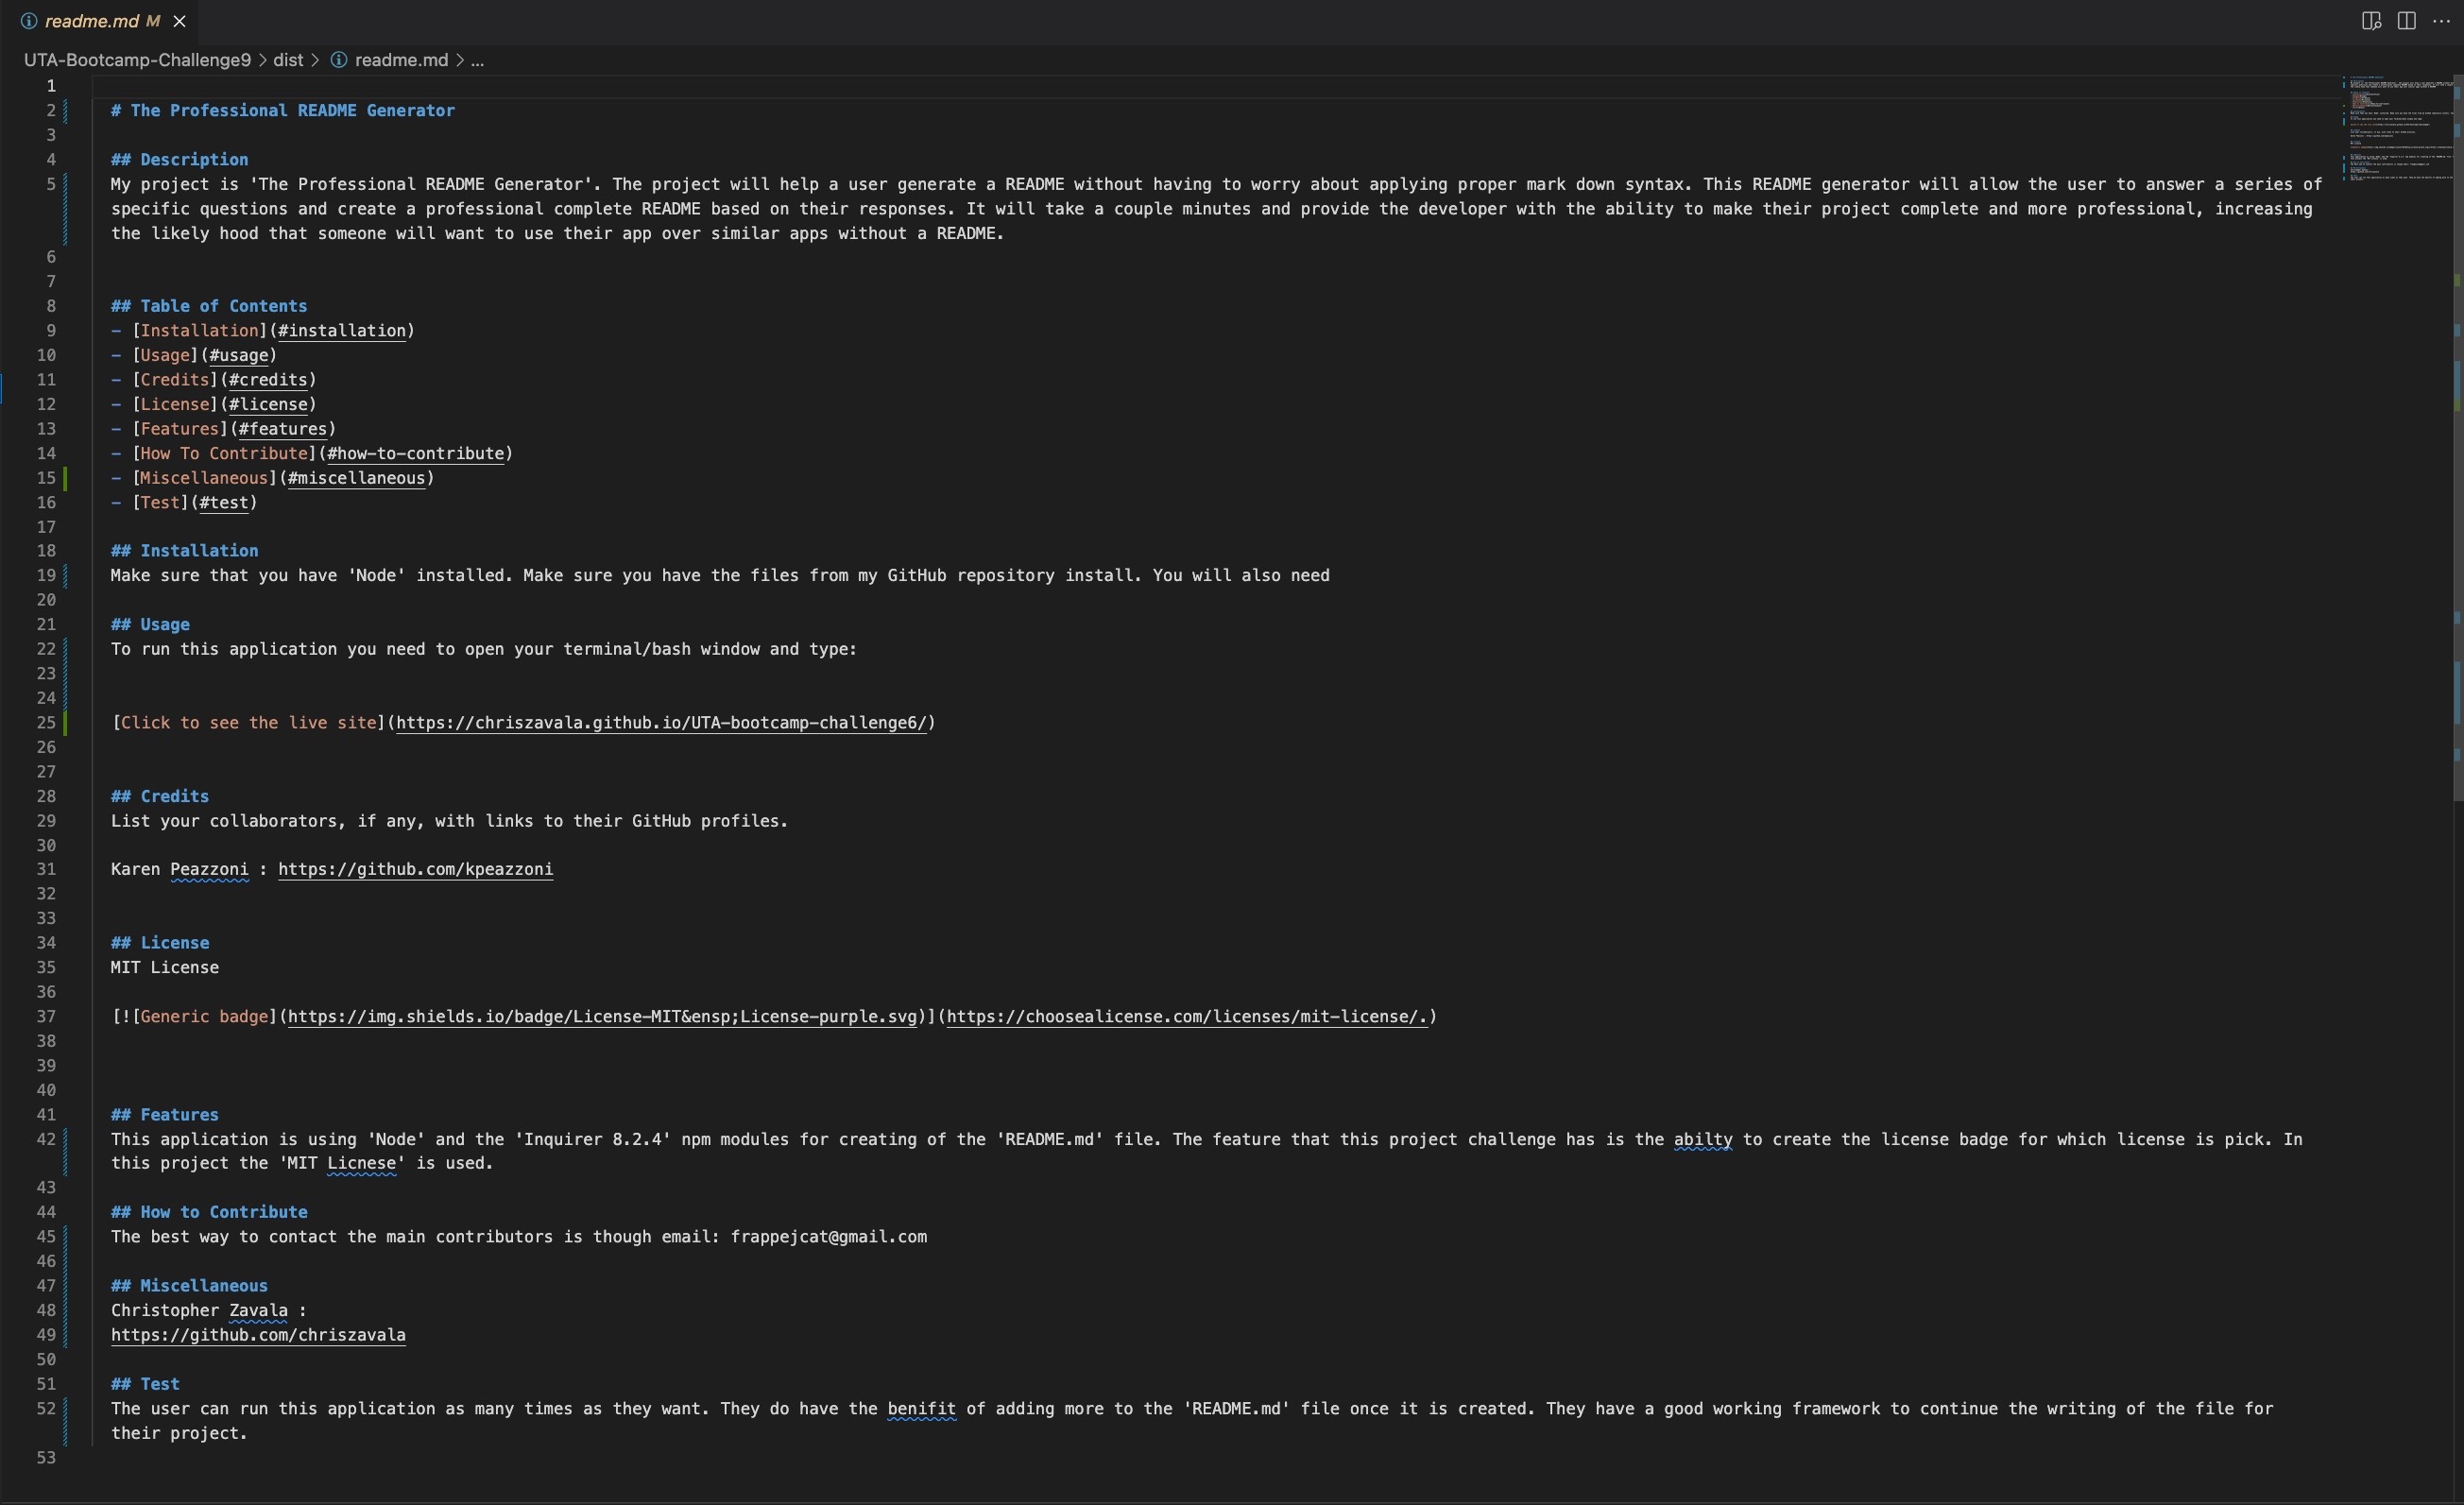 readme.md M
UTA-Bootcamp-Challenge9 > dist > readme.md > ...
1
2 # The Professional README Generator
3
4 ## Description
5 My project is 'The Professional README Generator'. The project will help a user generate a README without having to worry about applying proper mark down syntax. This README generator will allow the user to answer a series of
specific questions and create a professional complete README based on their responses. It will take a couple minutes and provide the developer with the ability to make their project complete and more professional, increasing
the likely hood that someone will want to use their app over similar apps without a README.
6
7
8 ## Table of Contents
9 - [Installation](#installation)
10 - [Usage](#usage)
11 - [Credits](#credits)
12 - [License](#license)
13 - [Features](#features)
14 - [How To Contribute](#how-to-contribute)
15 - [Miscellaneous](#miscellaneous)
16 - [Test](#test)
17
18 ## Installation
19 Make sure that you have 'Node' installed. Make sure you have the files from my GitHub repository install. You will also need
20
21 ## Usage
22 To run this application you need to open your terminal/bash window and type:
23
24
25 [Click to see the live site](https://chriszavala.github.io/UTA-bootcamp-challenge6/)
26
27
28 ## Credits
29 List your collaborators, if any, with links to their GitHub profiles.
30
31 Karen Peazzoni : https://github.com/kpeazzoni
32
33
34 ## License
35 MIT License
36
37 [![Generic badge](https://img.shields.io/badge/License-MIT&ensp;License-purple.svg)](https://choosealicense.com/licenses/mit-license/.)
38
39
40
41 ## Features
42 This application is using 'Node' and the 'Inquirer 8.2.4' npm modules for creating of the 'README.md' file. The feature that this project challenge has is the abilty to create the license badge for which license is pick. In
this project the 'MIT Licnese' is used.
43
44 ## How to Contribute
45 The best way to contact the main contributors is though email: frappejcat@gmail.com
46
47 ## Miscellaneous
48 Christopher Zavala :
49 https://github.com/chriszavala
50
51 ## Test
52 The user can run this application as many times as they want. They do have the benifit of adding more to the 'README.md' file once it is created. They have a good working framework to continue the writing of the file for
their project.
53